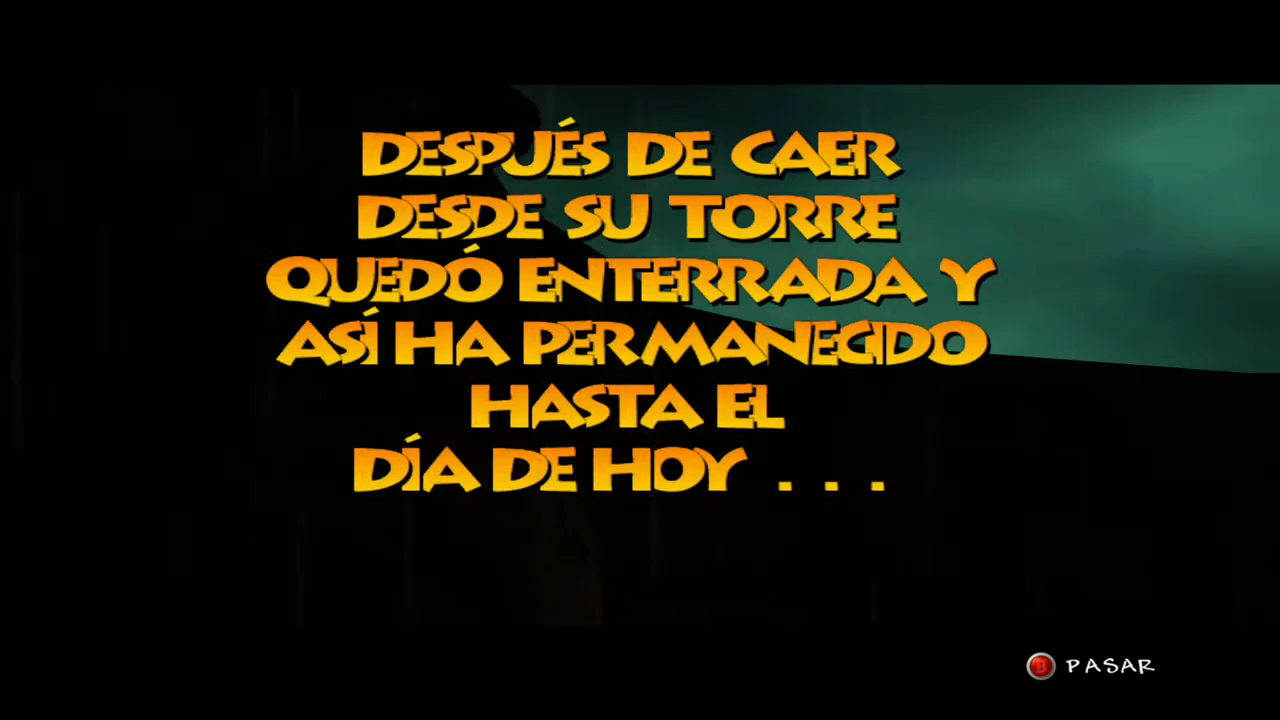 DESPUÉS DE CAER
DESDE SU TORRE
QUEDÓ ENTERRADA Y
ASÍ HA PERMANECIDO
HASTA EL
DÍA DE HOY . . .
B PASAR